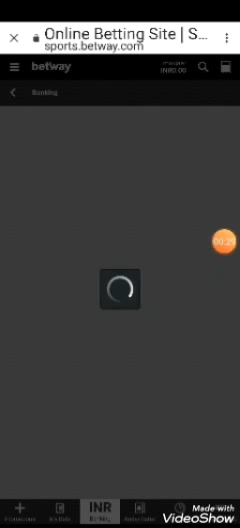 Online Betting Site | S...
sports.betway.com
betway
INR0.00
Banking
00:29
INR
Banking
Made with
VideoShow